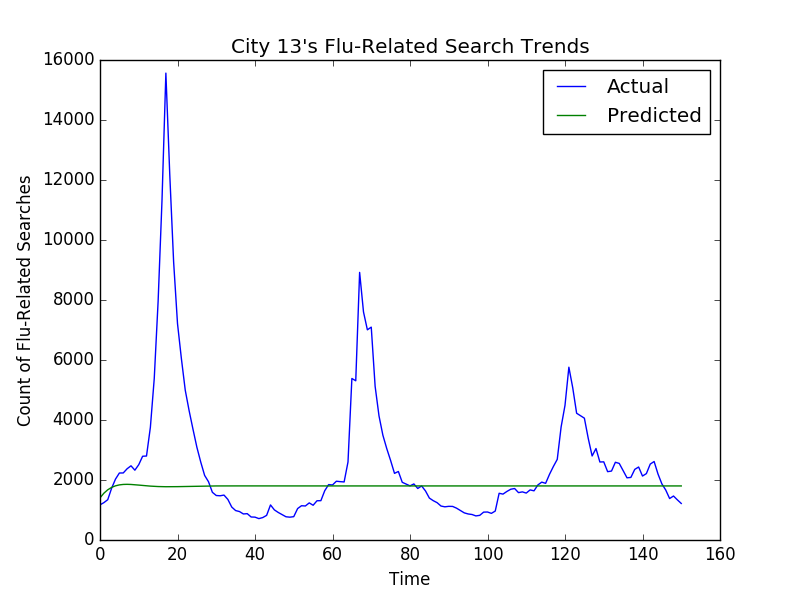 City 13's Flu-Related Search Trends
16000
14000
12000
10000
8000
6000
4000
2000
0
Count of Flu-Related Searches
Actual
Predicted
0 20 40 60 80 100 120 140 160
Time